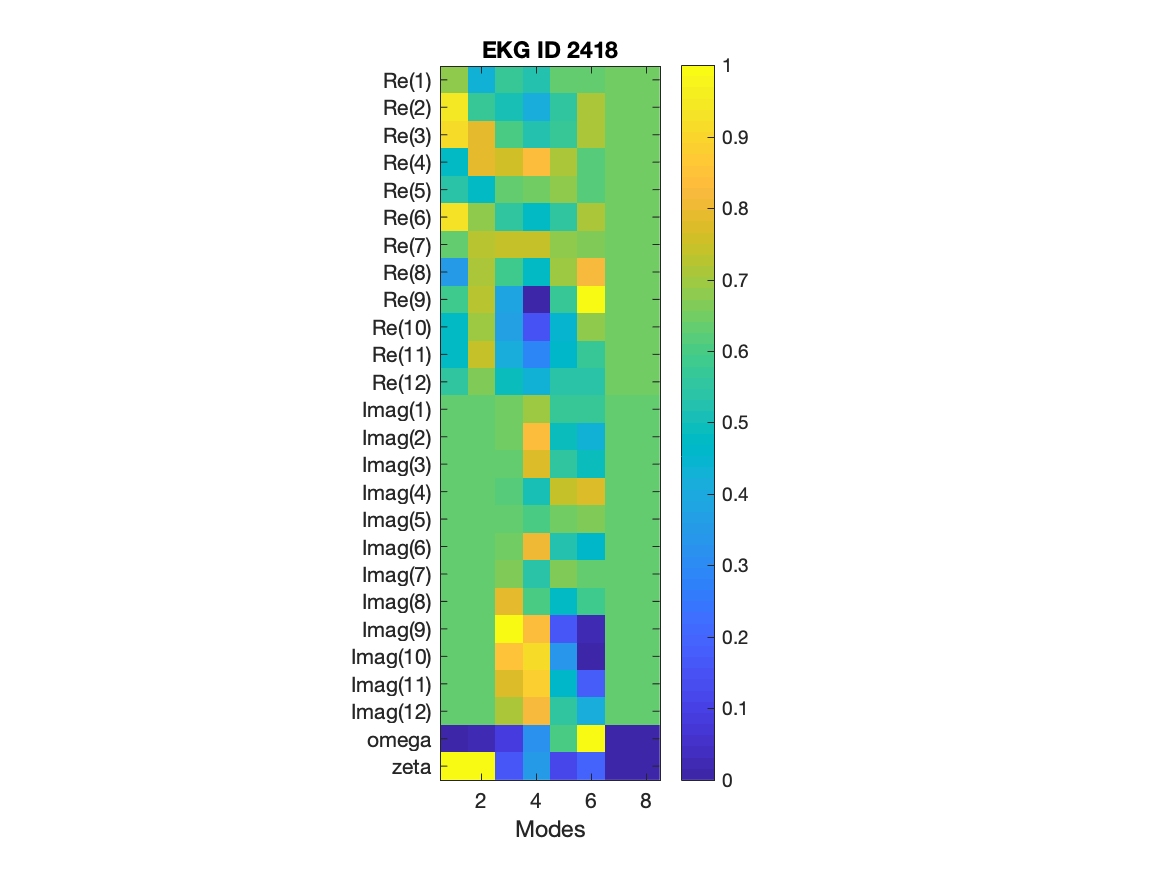 EKG ID 2418
Re(1)
Re(2)
Re(3)
Re(4)
Re(5)
Re(6)
Re(7)
Re(8)
Re(9)
Re(10)
Re(11)
Re(12)
Imag(1)
Imag(2)
Imag(3)
Imag(4)
Imag(5)
Imag(6)
Imag(7)
Imag(8)
Imag(9)
Imag(10)
Imag(11)
Imag(12)
omega
zeta
2 4 6 8
Modes
1
0.9
0.8
0.7
0.6
0.5
0.4
0.3
0.2
0.1
0